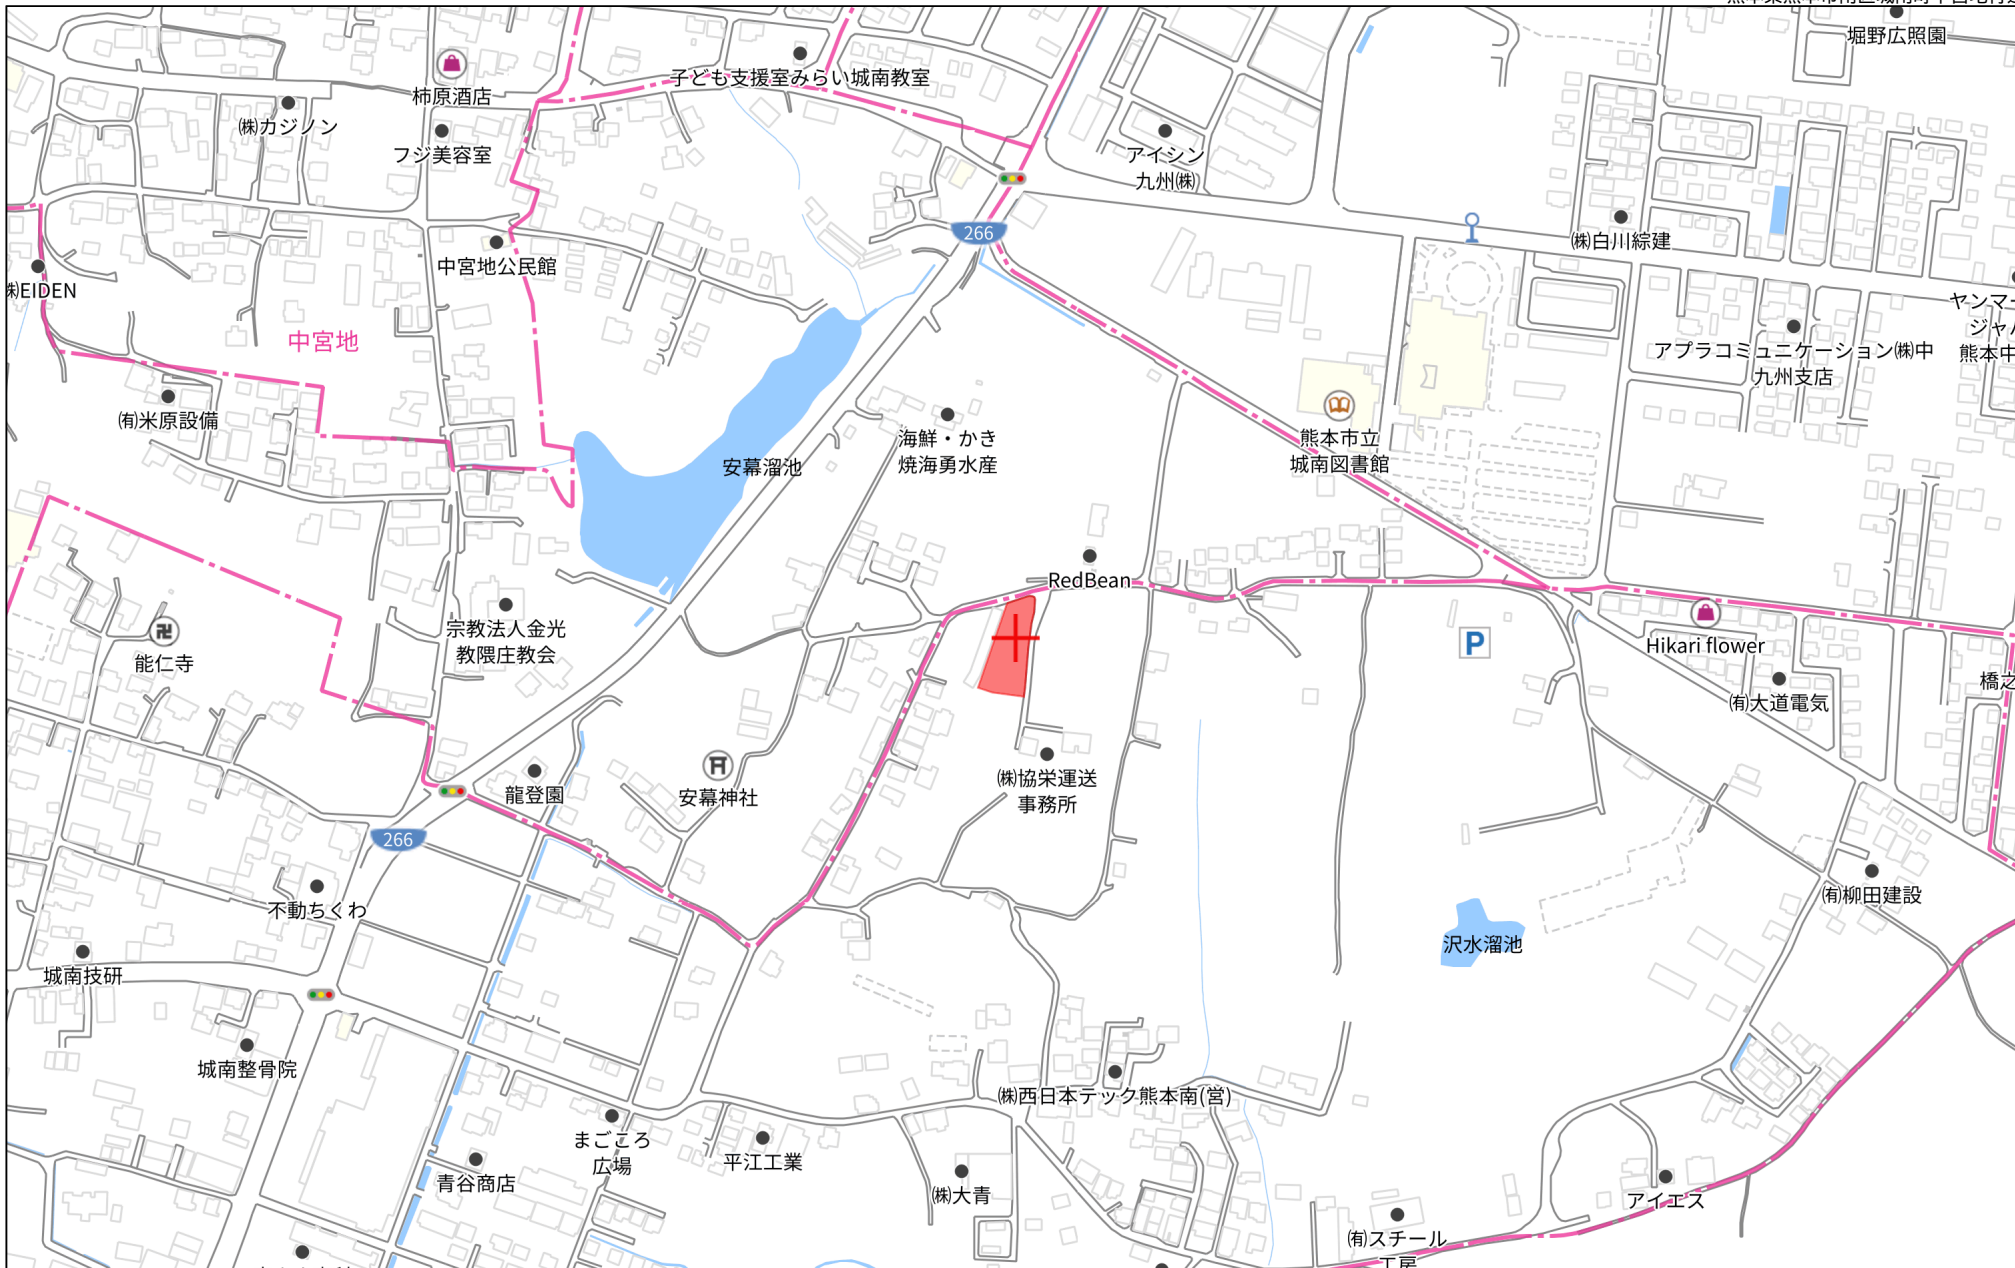 堀野広照園
子ども支援室みらい城南教室
柿原酒店
㈱カジノン
フジ美容室
アイシン
九州㈱
266
㈱白川綜建
中宮地公民館
㈱EIDEN
中宮地
アプラコミュニケーション㈱中
九州支店
㈲米原設備
海鮮・かき
焼海勇水産
熊本市立
城南図書館
安幕溜池
RedBean
宗教法人金光
教隈庄教会
能仁寺
P
Hikari flower
㈲大道電気
㈱協栄運送
事務所
龍登園
安幕神社
266
不動ちくわ
㈲柳田建設
沢水溜池
城南技研
城南整骨院
㈱西日本テック熊本南(営)
まごころ
広場
平江工業
青谷商店
㈱大青
アイエス
㈲スチール
工房